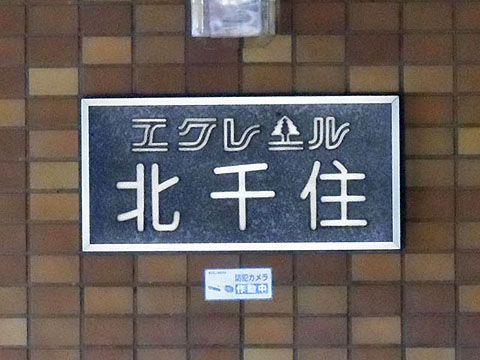 エクレール
北千住
防犯カメラ
作動中